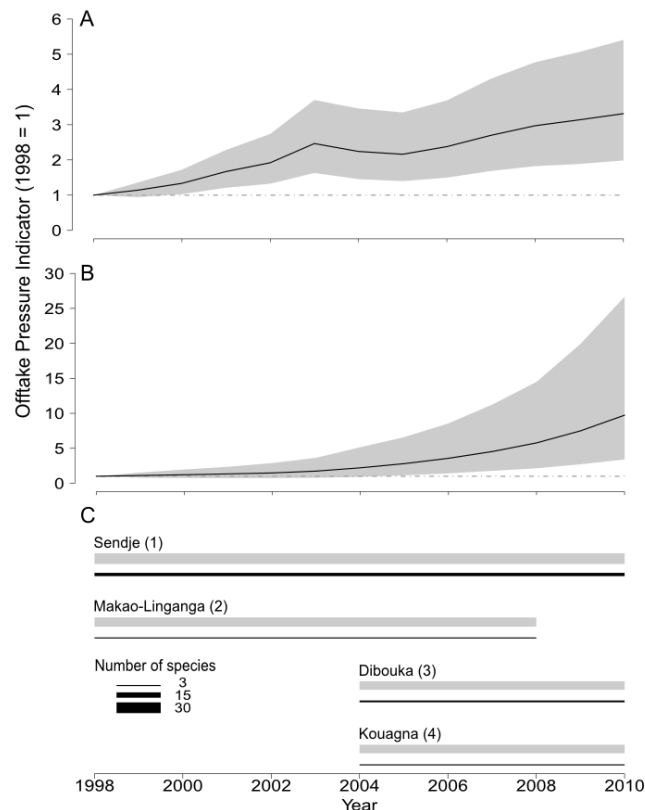 A
6
5
4
3
2
1
0
Offtake Pressure Indicator (1998 = 1)
B
30
25
20
15
10
5
0
C
Sendje (1)
Makao-Linganga (2)
Number of species
3
15
30
Dibouka (3)
Kouagna (4)
1998 2000 2002 2004 2006 2008 2010
Year